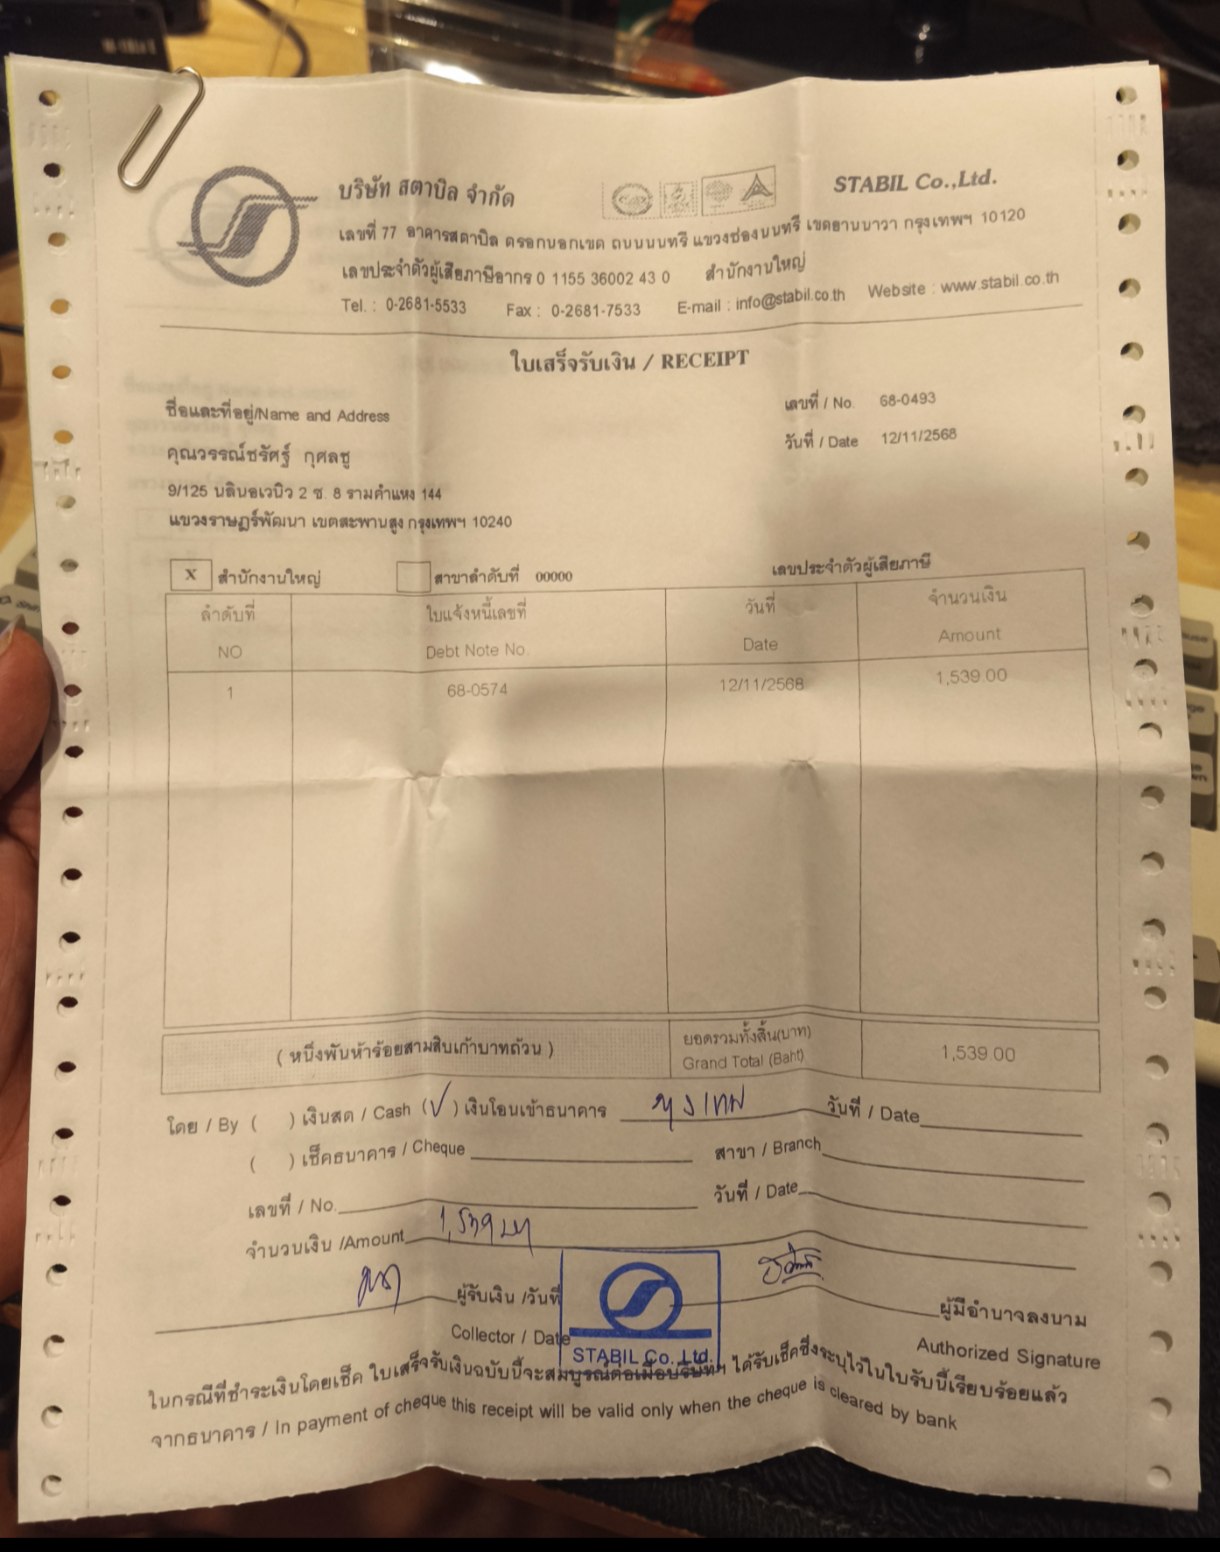 บริษัท สตาบิล จำกัด
STABIL Co.,Ltd.
เลขที่ 77 อาคารสตาบิล ตรอกนอกเขต ถนนนนทรี แขวงช่องนนทรี เขตยานนาวา กรุงเทพฯ 10120
เลขประจำตัวผู้เสียภาษีอากร 0 1155 36002 43 0 สำนักงานใหญ่
Tel. : 0-2681-5533 Fax : 0-2681-7533 E-mail : info@stabil.co.th Website : www.stabil.co.th
ใบเสร็จรับเงิน / RECEIPT
ชื่อและที่อยู่/Name and Address
เลขที่ / No. 68-0493
วันที่ / Date 12/11/2568
คุณวรรณ์ชรัศฐ์ กุศลชู
9/125 นลินอเวนิว 2 ซ. 8 รามคำแหง 144
แขวงราษฎร์พัฒนา เขตสะพานสูง กรุงเทพฯ 10240
X สำนักงานใหญ่ สาขาลำดับที่ 00000 เลขประจำตัวผู้เสียภาษี
ลำดับที่ ใบแจ้งหนี้เลขที่ วันที่ จำนวนเงิน
NO Debt Note No. Date Amount
1 68-0574 12/11/2568 1,539.00
( หนึ่งพันห้าร้อยสามสิบเก้าบาทถ้วน )
ยอดรวมทั้งสิ้น(บาท)
Grand Total (Baht)
1,539.00
โดย / By ( ) เงินสด / Cash (✓) เงินโอนเข้าธนาคาร กรุงเทพ วันที่ / Date
( ) เช็คธนาคาร / Cheque สาขา / Branch
เลขที่ / No. วันที่ / Date
จำนวนเงิน /Amount 1,539 บาท
ผู้รับเงิน /วันที่ ผู้มีอำนาจลงนาม
Collector / Date Authorized Signature
STABIL Co. Ltd.
ในกรณีที่ชำระเงินโดยเช็ค ใบเสร็จรับเงินฉบับนี้จะสมบูรณ์ต่อเมื่อบริษัทฯ ได้รับเช็คซึ่งระบุไว้ในใบรับนี้เรียบร้อยแล้ว
จากธนาคาร / In payment of cheque this receipt will be valid only when the cheque is cleared by bank